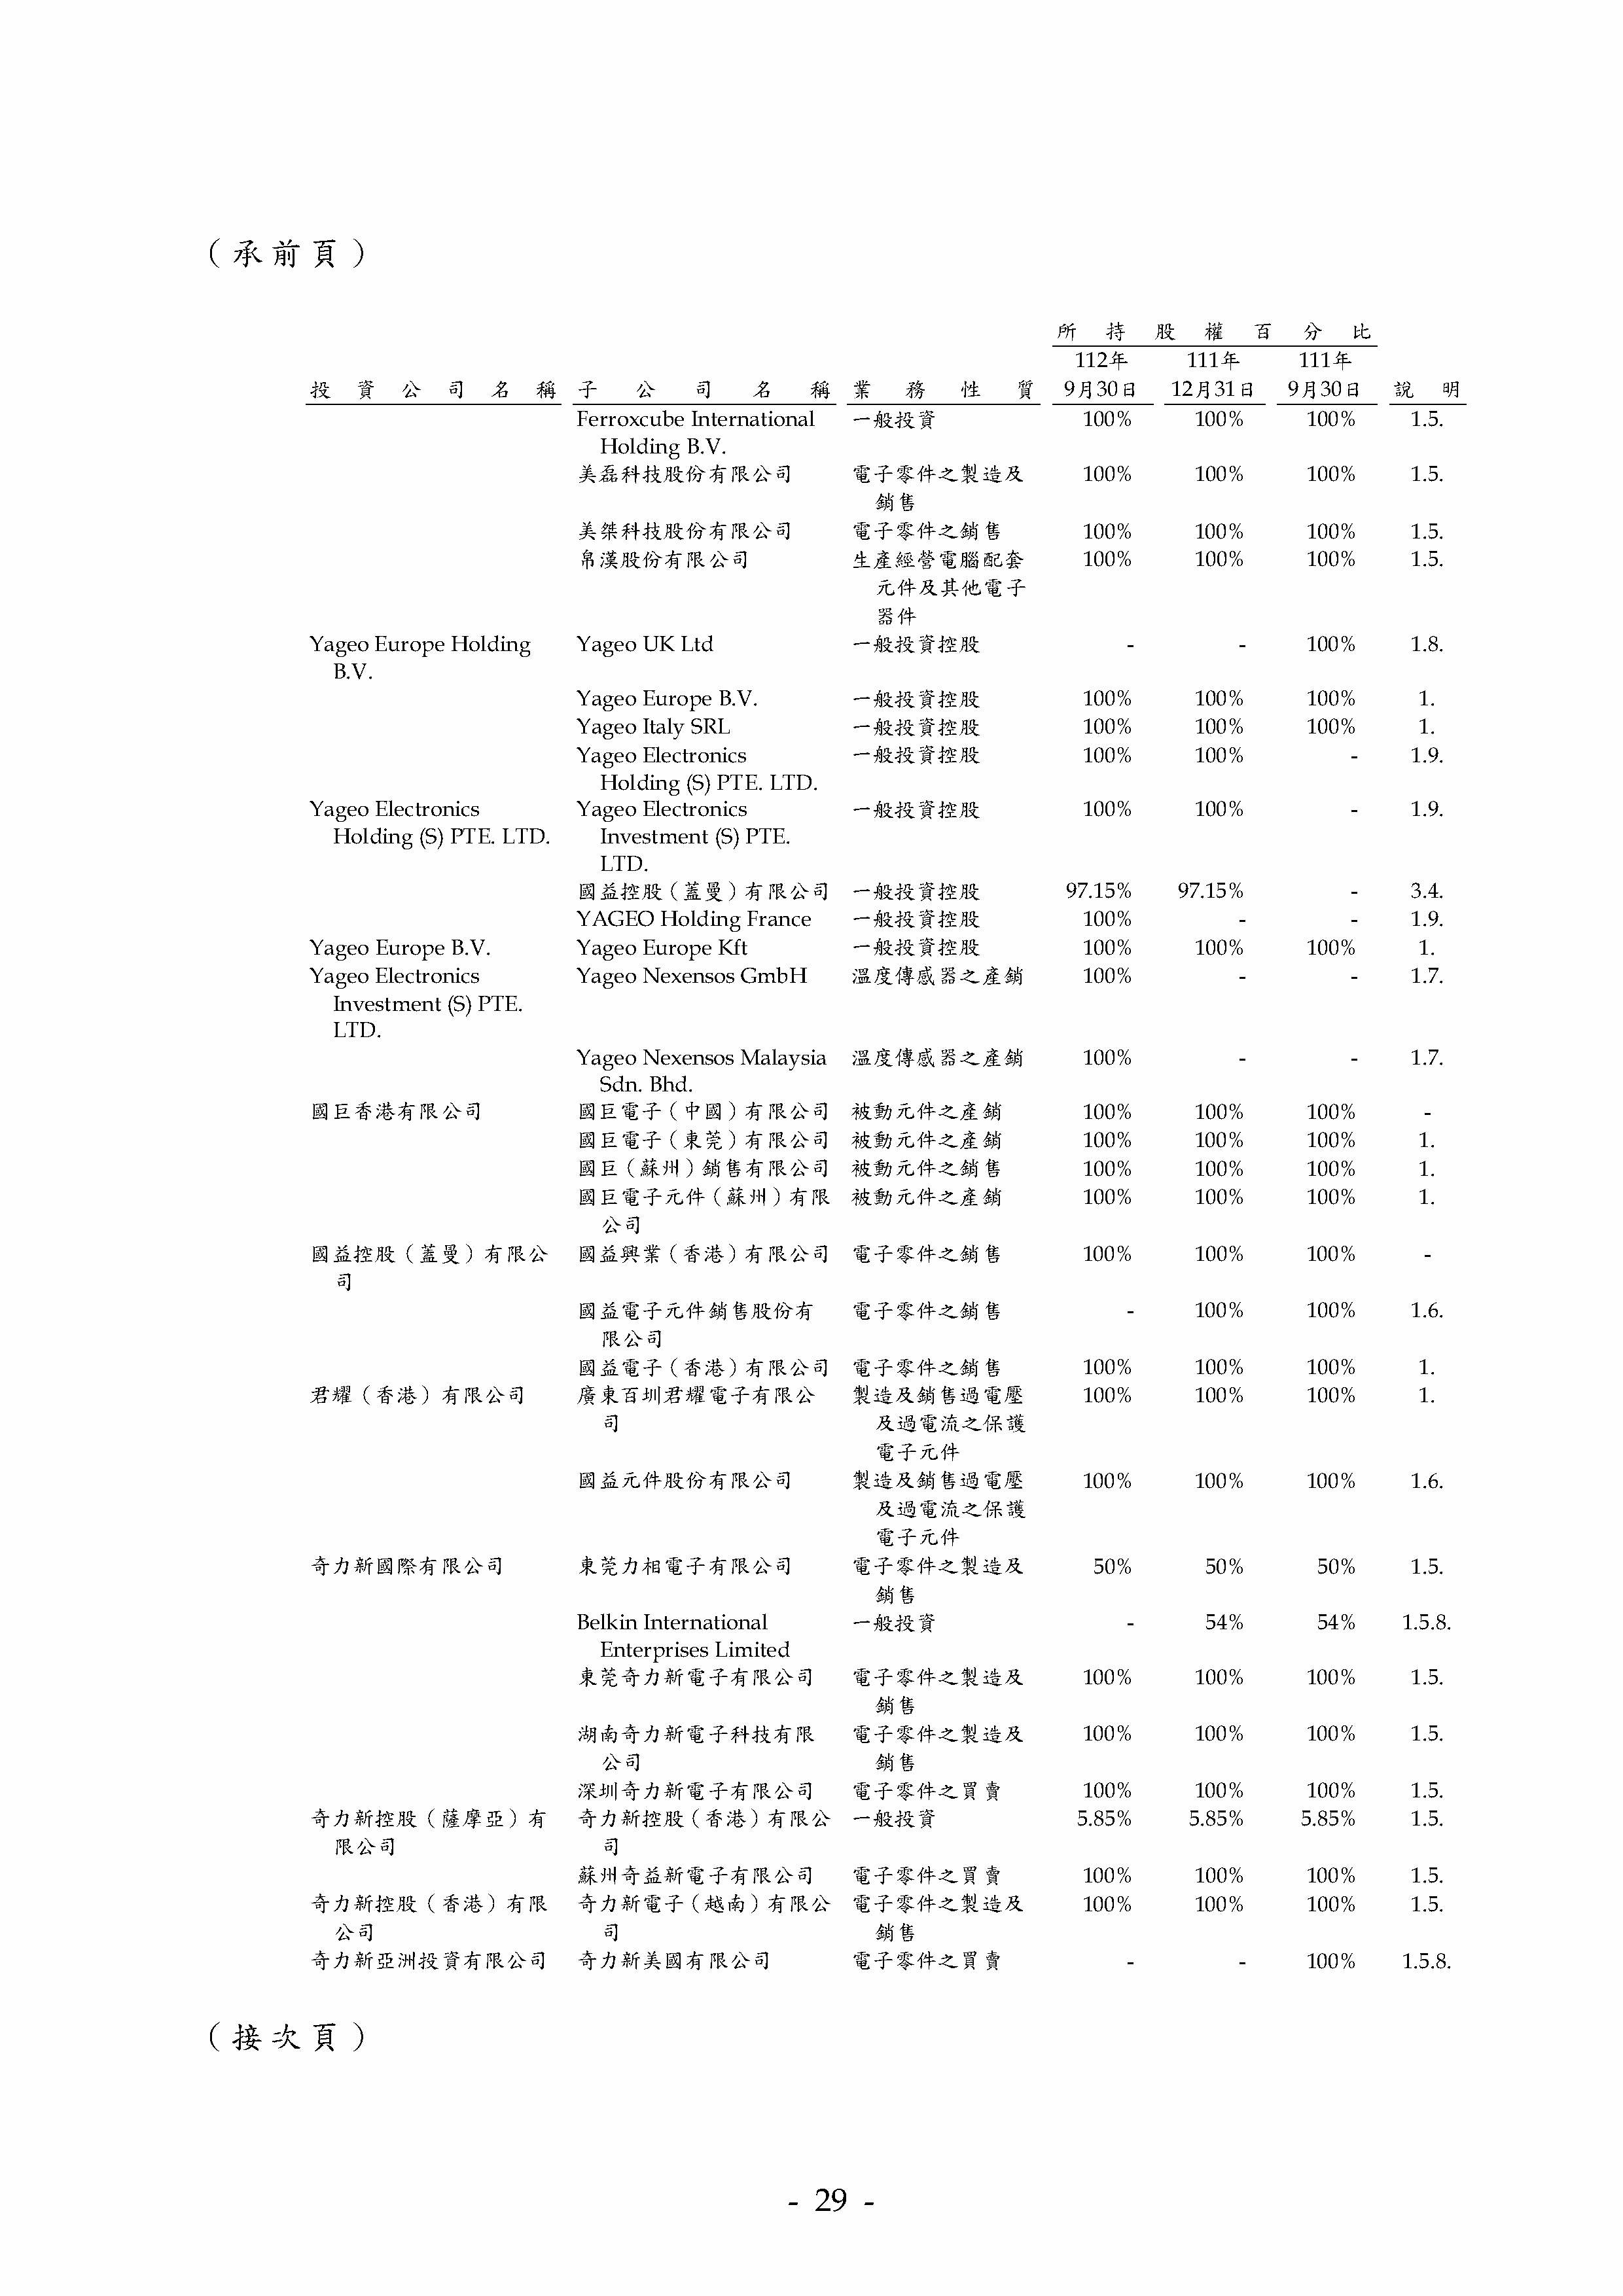 （承前頁）
所持股權百分比
112年 111年 111年
投資公司名稱 子公司名稱 業務性質 9月30日 12月31日 9月30日 說明
Ferroxcube International 一般投資 100% 100% 100% 1.5.
Holding B.V.
美磊科技股份有限公司 電子零件之製造及 100% 100% 100% 1.5.
銷售
美桀科技股份有限公司 電子零件之銷售 100% 100% 100% 1.5.
帛漢股份有限公司 生產經營電腦配套 100% 100% 100% 1.5.
元件及其他電子
器件
Yageo Europe Holding Yageo UK Ltd 一般投資控股 - - 100% 1.8.
B.V.
Yageo Europe B.V. 一般投資控股 100% 100% 100% 1.
Yageo Italy SRL 一般投資控股 100% 100% 100% 1.
Yageo Electronics 一般投資控股 100% 100% - 1.9.
Holding (S) PTE. LTD.
Yageo Electronics Yageo Electronics 一般投資控股 100% 100% - 1.9.
Holding (S) PTE. LTD. Investment (S) PTE.
LTD.
國益控股（蓋曼）有限公司 一般投資控股 97.15% 97.15% - 3.4.
YAGEO Holding France 一般投資控股 100% - - 1.9.
Yageo Europe B.V. Yageo Europe Kft 一般投資控股 100% 100% 100% 1.
Yageo Electronics Yageo Nexensos GmbH 溫度傳感器之產銷 100% - - 1.7.
Investment (S) PTE.
LTD.
Yageo Nexensos Malaysia 溫度傳感器之產銷 100% - - 1.7.
Sdn. Bhd.
國巨香港有限公司 國巨電子（中國）有限公司 被動元件之產銷 100% 100% 100% -
國巨電子（東莞）有限公司 被動元件之產銷 100% 100% 100% 1.
國巨（蘇州）銷售有限公司 被動元件之銷售 100% 100% 100% 1.
國巨電子元件（蘇州）有限 被動元件之產銷 100% 100% 100% 1.
公司
國益控股（蓋曼）有限公 國益興業（香港）有限公司 電子零件之銷售 100% 100% 100% -
司
國益電子元件銷售股份有 電子零件之銷售 - 100% 100% 1.6.
限公司
國益電子（香港）有限公司 電子零件之銷售 100% 100% 100% 1.
君耀（香港）有限公司 廣東百圳君耀電子有限公 製造及銷售過電壓 100% 100% 100% 1.
司 及過電流之保護
電子元件
國益元件股份有限公司 製造及銷售過電壓 100% 100% 100% 1.6.
及過電流之保護
電子元件
奇力新國際有限公司 東莞力相電子有限公司 電子零件之製造及 50% 50% 50% 1.5.
銷售
Belkin International 一般投資 - 54% 54% 1.5.8.
Enterprises Limited
東莞奇力新電子有限公司 電子零件之製造及 100% 100% 100% 1.5.
銷售
湖南奇力新電子科技有限 電子零件之製造及 100% 100% 100% 1.5.
公司 銷售
深圳奇力新電子有限公司 電子零件之買賣 100% 100% 100% 1.5.
奇力新控股（薩摩亞）有 奇力新控股（香港）有限公 一般投資 5.85% 5.85% 5.85% 1.5.
限公司 司
蘇州奇益新電子有限公司 電子零件之買賣 100% 100% 100% 1.5.
奇力新控股（香港）有限 奇力新電子（越南）有限公 電子零件之製造及 100% 100% 100% 1.5.
公司 司 銷售
奇力新亞洲投資有限公司 奇力新美國有限公司 電子零件之買賣 - - 100% 1.5.8.
（接次頁）
- 29 -